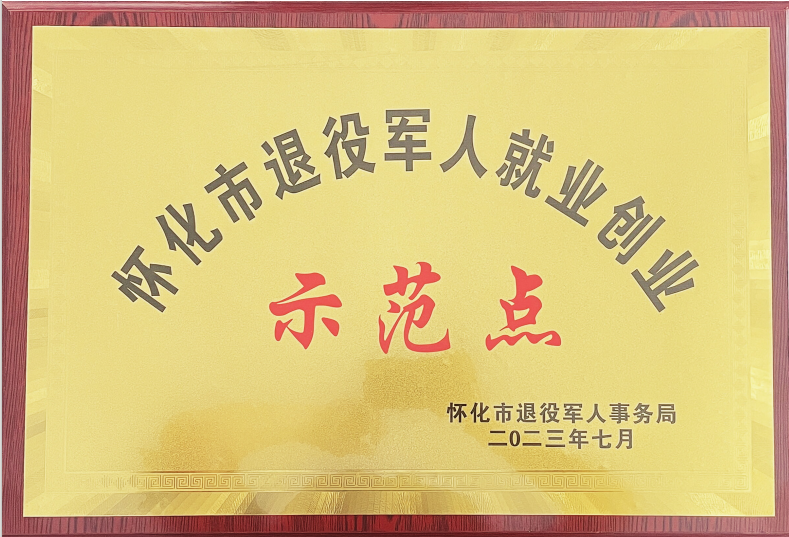 怀化市退役军人就业创业
示范点
怀化市退役军人事务局
二0二三年七月